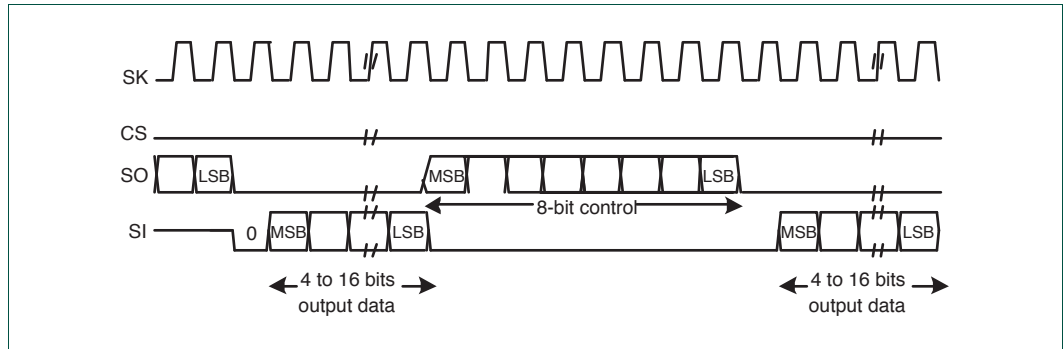 SK
CS
SO LSB MSB LSB
8-bit control
SI 0 MSB LSB MSB LSB
4 to 16 bits 4 to 16 bits
output data output data